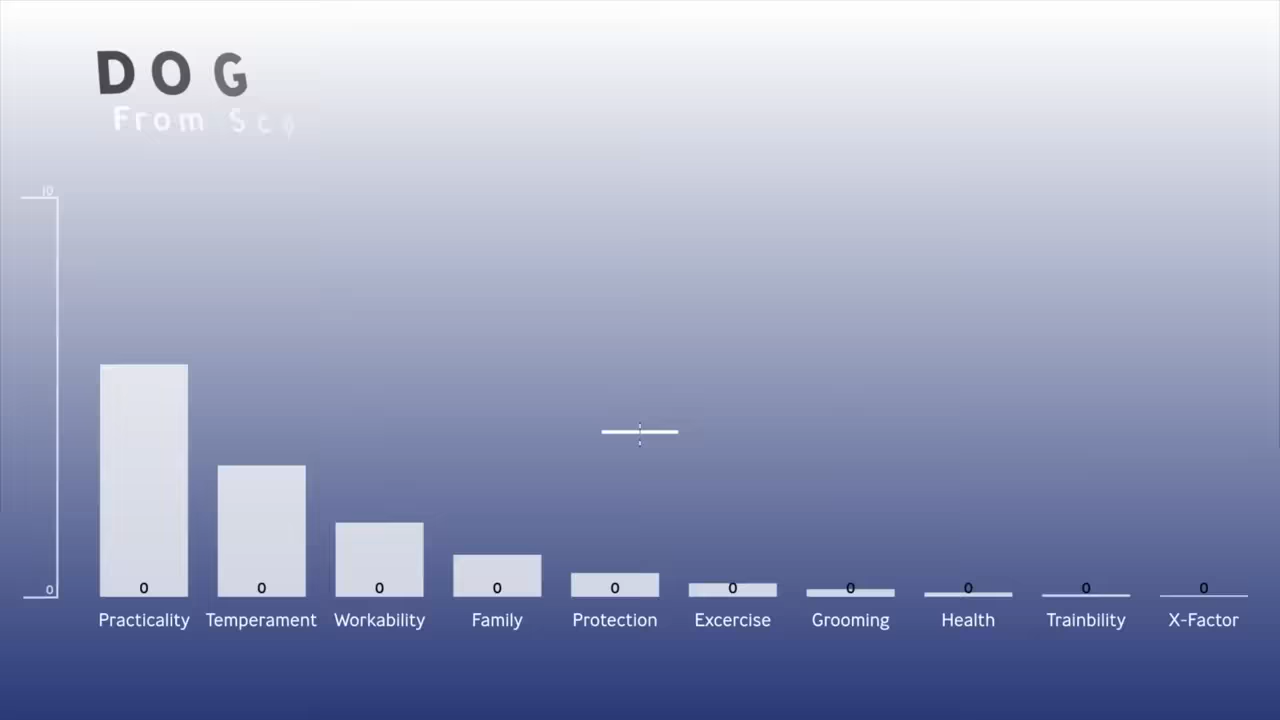 DOG
From
10
0
0 0 0 0 0 0 0 0 0 0
Practicality Temperament Workability Family Protection Excercise Grooming Health Trainbility X-Factor